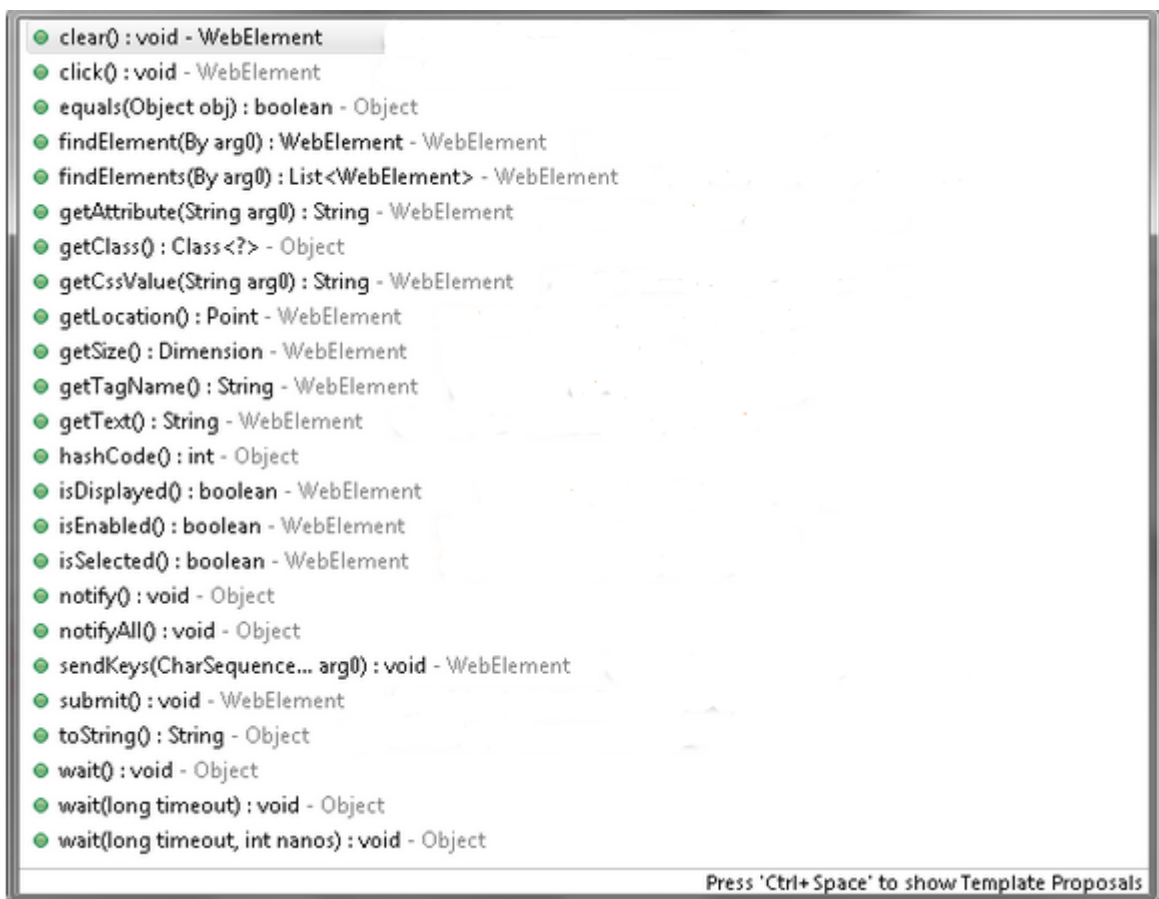 clear() : void - WebElement
click() : void - WebElement
equals(Object obj) : boolean - Object
findElement(By arg0) : WebElement - WebElement
findElements(By arg0) : List<WebElement> - WebElement
getAttribute(String arg0) : String - WebElement
getClass() : Class<?> - Object
getCssValue(String arg0) : String - WebElement
getLocation() : Point - WebElement
getSize() : Dimension - WebElement
getTagName() : String - WebElement
getText() : String - WebElement
hashCode() : int - Object
isDisplayed() : boolean - WebElement
isEnabled() : boolean - WebElement
isSelected() : boolean - WebElement
notify() : void - Object
notifyAll() : void - Object
sendKeys(CharSequence... arg0) : void - WebElement
submit() : void - WebElement
toString() : String - Object
wait() : void - Object
wait(long timeout) : void - Object
wait(long timeout, int nanos) : void - Object
Press 'Ctrl+Space' to show Template Proposals